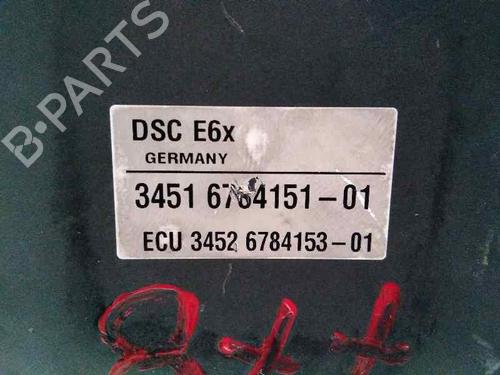 B-PARTS
DSC E6x
GERMANY
3451 6784151-01
ECU 3452 6784153-01